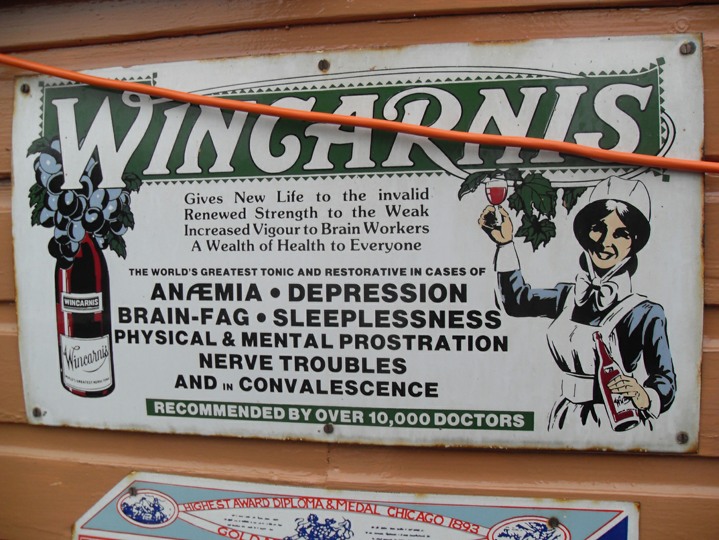 WINCARNIS
Gives New Life to the invalid
Renewed Strength to the Weak
Increased Vigour to Brain Workers
A Wealth of Health to Everyone
THE WORLD'S GREATEST TONIC AND RESTORATIVE IN CASES OF
ANÆMIA • DEPRESSION
BRAIN-FAG • SLEEPLESSNESS
PHYSICAL & MENTAL PROSTRATION
NERVE TROUBLES
AND IN CONVALESCENCE
RECOMMENDED BY OVER 10,000 DOCTORS
WINCARNIS
Wincarnis
HIGHEST AWARD DIPLOMA & MEDAL CHICAGO 1893
GOLD